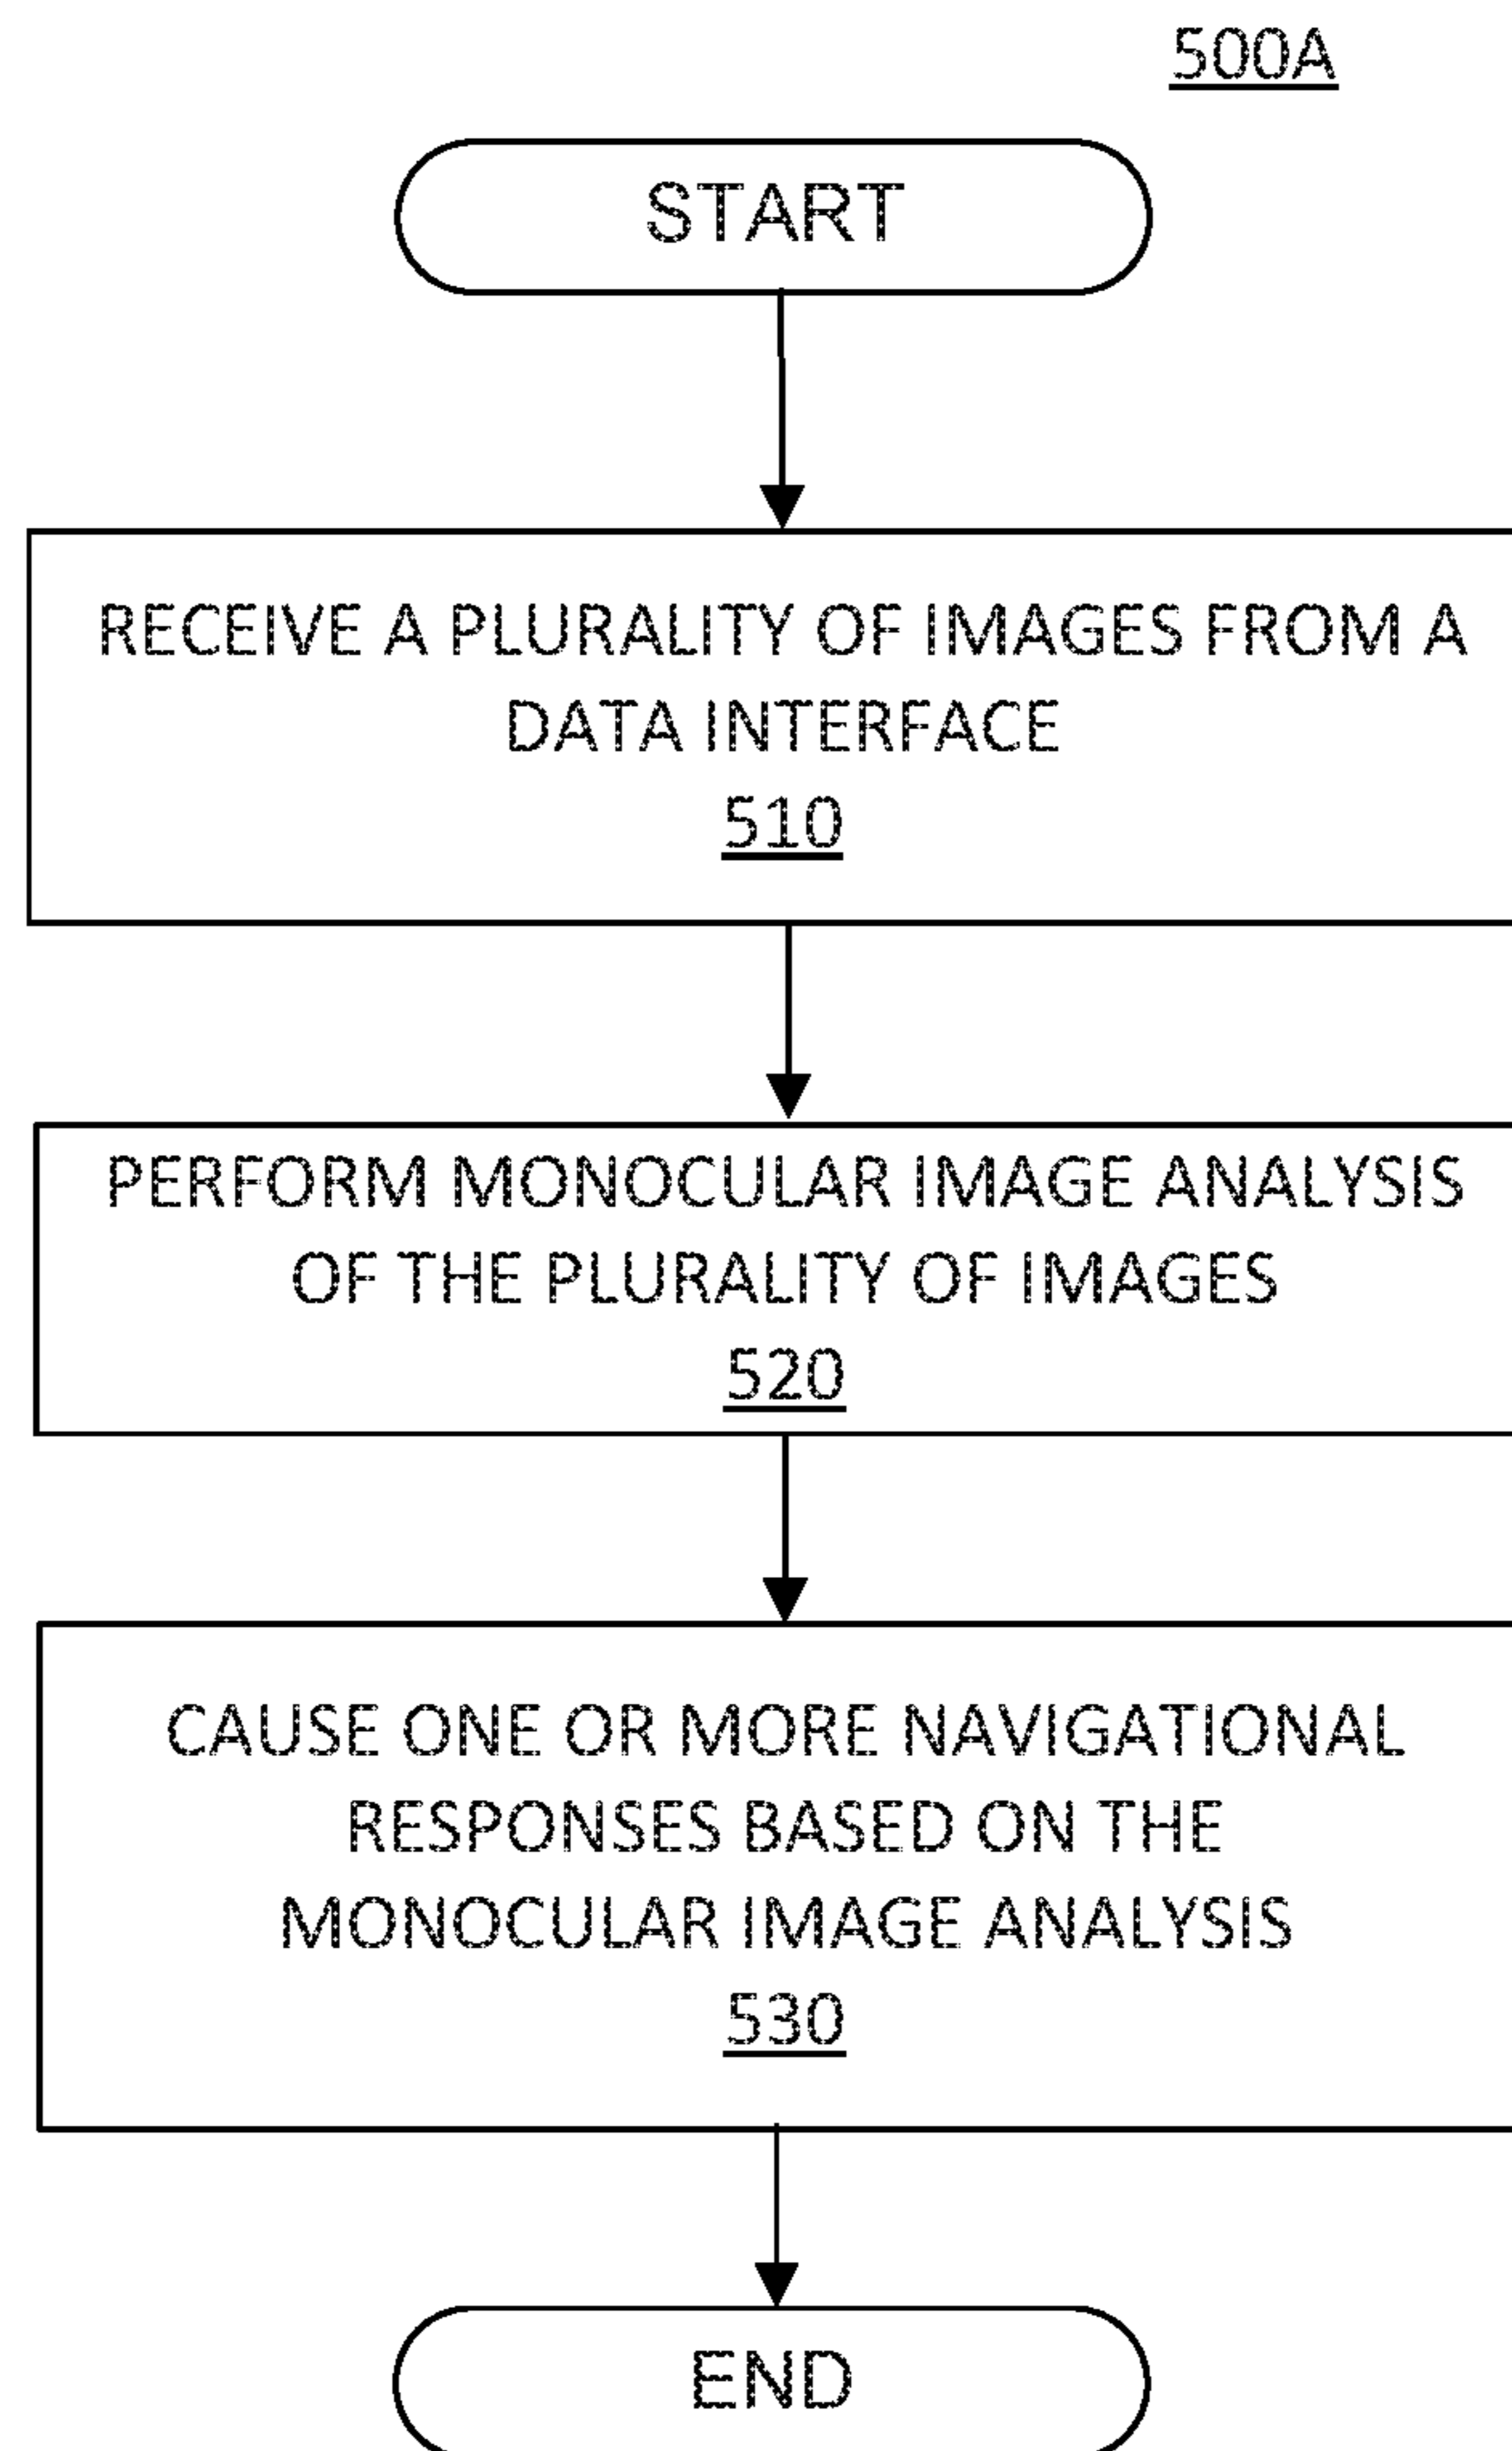 500A
START
RECEIVE A PLURALITY OF IMAGES FROM A
DATA INTERFACE
510
PERFORM MONOCULAR IMAGE ANALYSIS
OF THE PLURALITY OF IMAGES
520
CAUSE ONE OR MORE NAVIGATIONAL
RESPONSES BASED ON THE
MONOCULAR IMAGE ANALYSIS
530
END